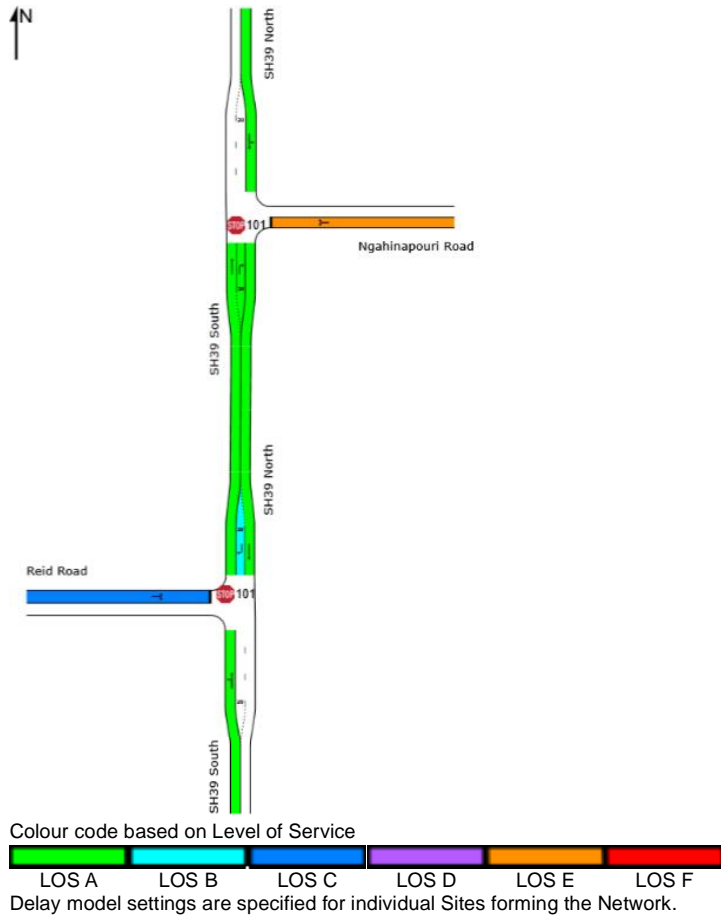 N
SH39 North
STOP 101
Ngahinapouri Road
SH39 South
SH39 North
Reid Road
STOP 101
SH39 South
Colour code based on Level of Service
LOS A LOS B LOS C LOS D LOS E LOS F
Delay model settings are specified for individual Sites forming the Network.